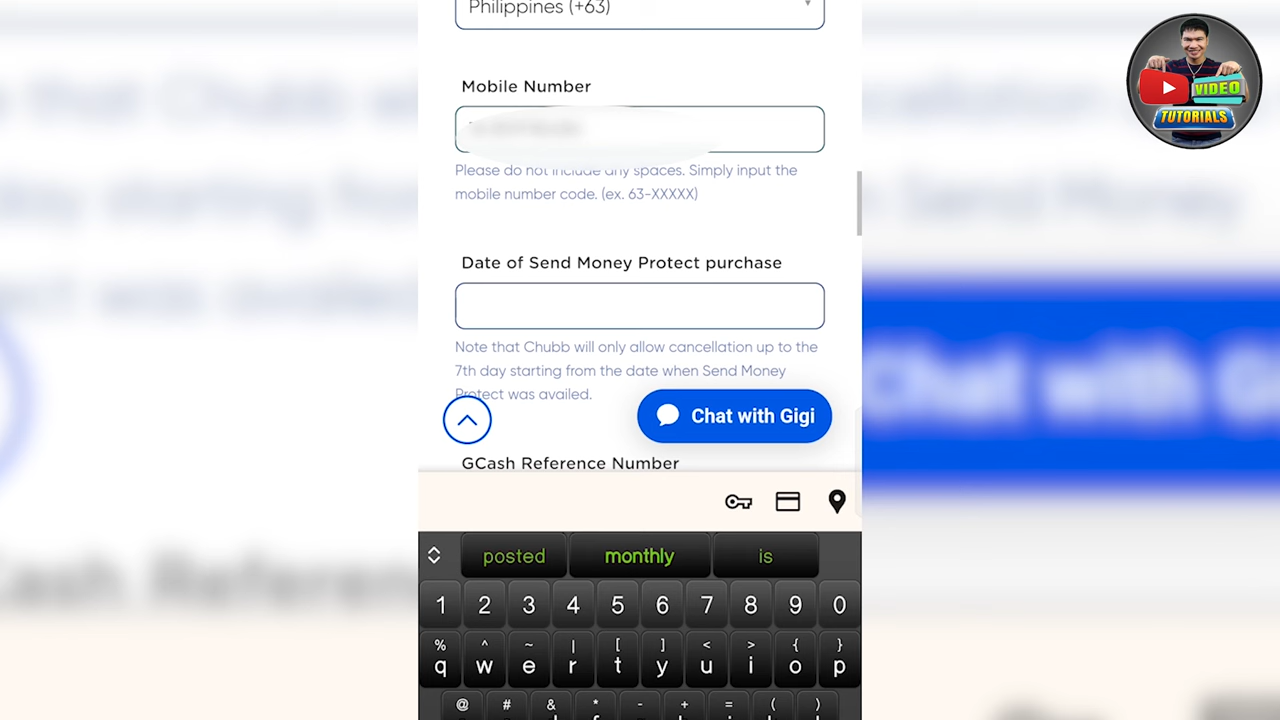 Philippines (+63)
VIDEO
TUTORIALS
Mobile Number
Please do not include any spaces. Simply input the
mobile number code. (ex. 63-XXXXX)
Date of Send Money Protect purchase
Note that Chubb will only allow cancellation up to the
7th day starting from the date when Send Money
Protect was availed.
Chat with Gigi
GCash Reference Number
posted monthly is
1 2 3 4 5 6 7 8 9 0
% ^ ~ | [ ] < > { }
q w e r t y u i o p
@ # & * - + = ( )